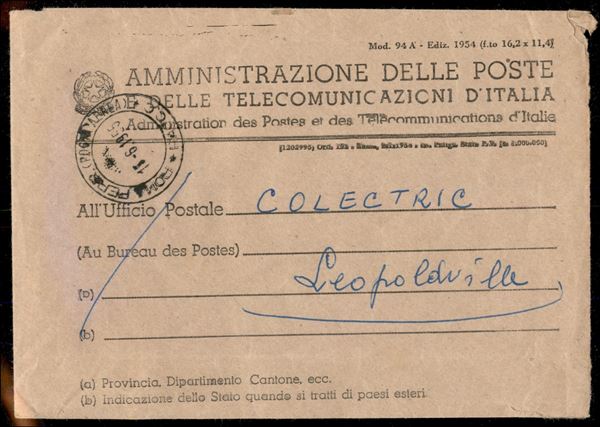 Mod. 94 A - Ediz. 1954 (f.to 16,2 x 11,4)
AMMINISTRAZIONE DELLE POSTE
DELLE TELECOMUNICAZIONI D'ITALIA
Administration des Postes et des Télécommunications d'Italie
ROMA FERR.
All'Ufficio Postale COLECTRIC
(Au Bureau des Postes)
Leopoldville
(a)
(b)
(a) Provincia, Dipartimento Cantone, ecc.
(b) Indicazione dello Stato quando si tratti di paesi esteri.